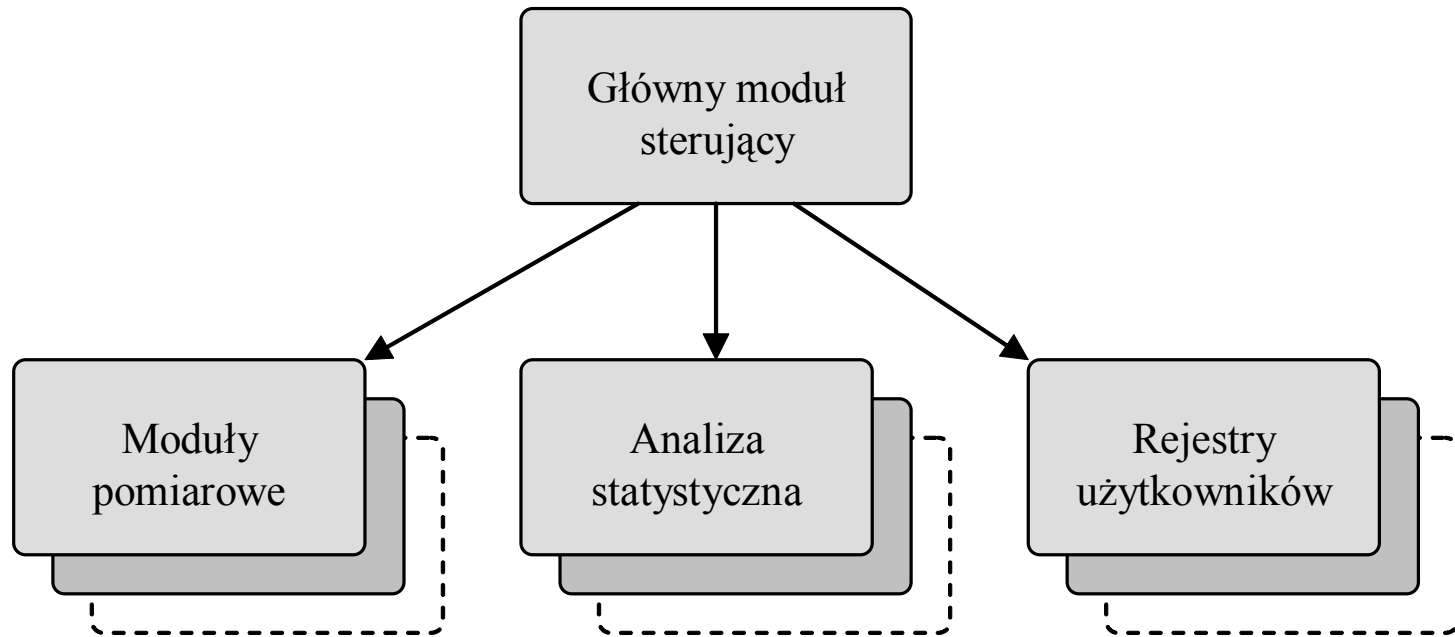 Główny moduł
sterujący
Moduły
pomiarowe
Analiza
statystyczna
Rejestry
użytkowników